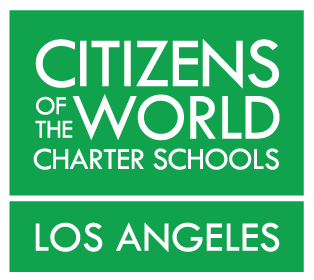 CITIZENS
OF THE WORLD
CHARTER SCHOOLS
LOS ANGELES